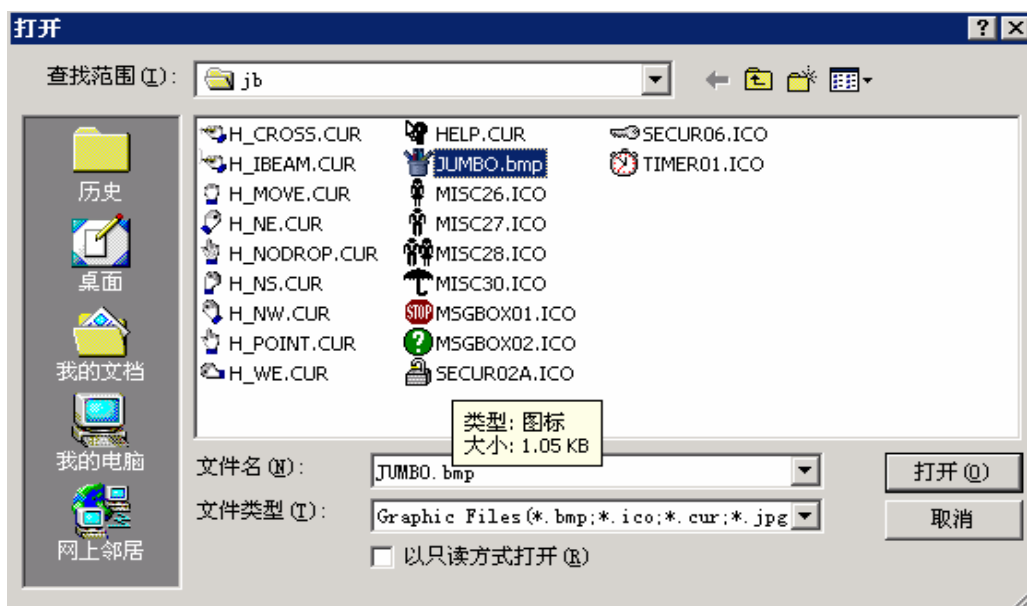 打开
查找范围(I):
jb
历史
桌面
我的文档
我的电脑
网上邻居
H_CROSS.CUR
H_IBEAM.CUR
H_MOVE.CUR
H_NE.CUR
H_NODROP.CUR
H_NS.CUR
H_NW.CUR
H_POINT.CUR
H_WE.CUR
HELP.CUR
JUMBO.bmp
MISC26.ICO
MISC27.ICO
MISC28.ICO
MISC30.ICO
STOP
MSGBOX01.ICO
MSGBOX02.ICO
SECUR02A.ICO
SECUR06.ICO
TIMER01.ICO
类型: 图标
大小: 1.05 KB
文件名(N):
JUMBO.bmp
打开(O)
文件类型(T):
Graphic Files(*.bmp;*.ico;*.cur;*.jpg
取消
以只读方式打开(R)